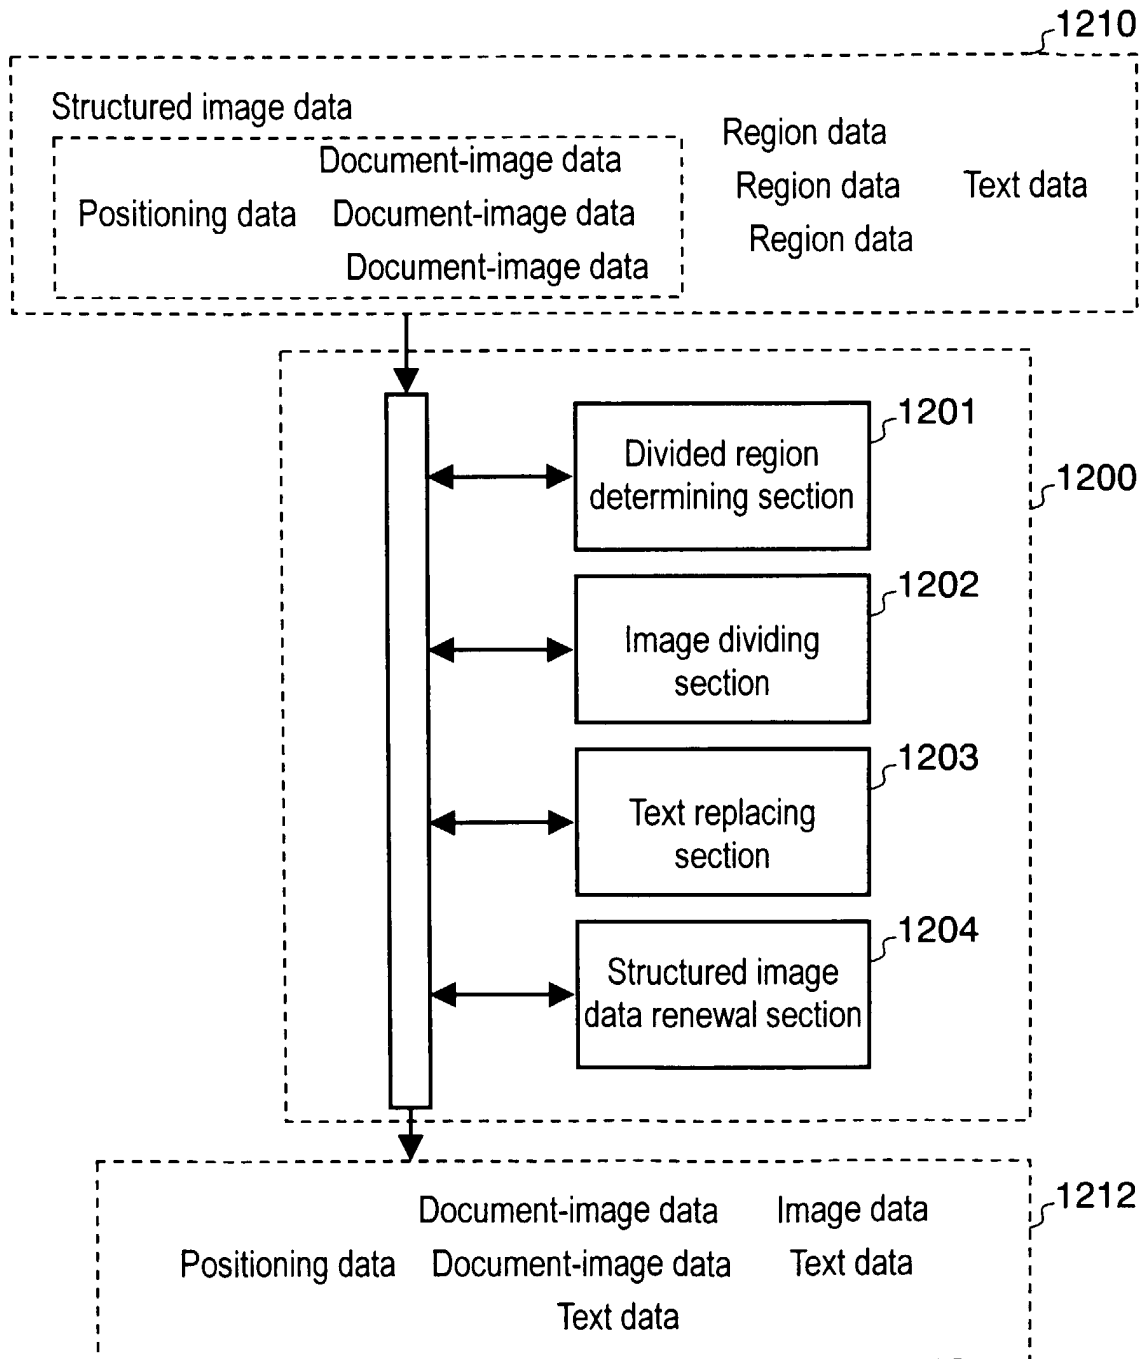 1210
Structured image data
Document-image data
Positioning data Document-image data
Document-image data
Region data
Region data Text data
Region data
1201
Divided region
determining section
1200
1202
Image dividing
section
1203
Text replacing
section
1204
Structured image
data renewal section
1212
Document-image data Image data
Positioning data Document-image data Text data
Text data